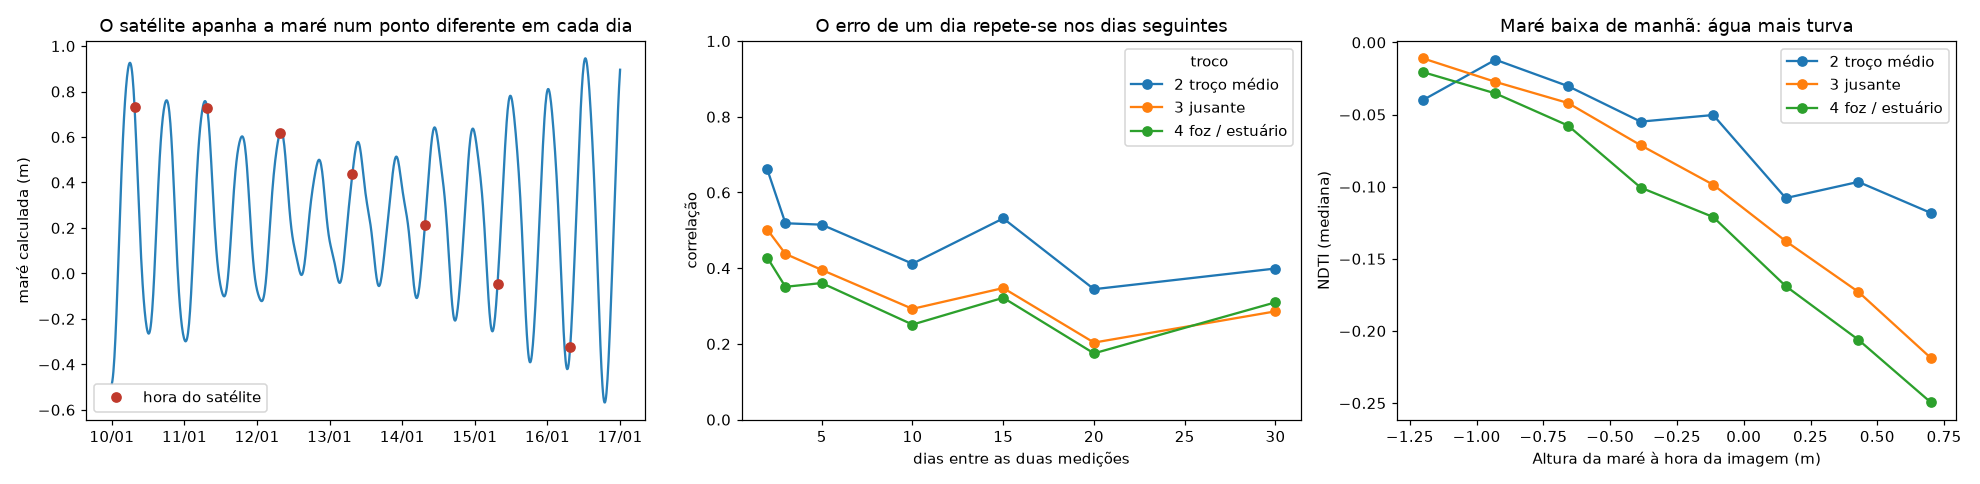 O satélite apanha a maré num ponto diferente em cada dia
maré calculada (m)
1.0
0.8
0.6
0.4
0.2
0.0
−0.2
−0.4
−0.6
hora do satélite
10/01 11/01 12/01 13/01 14/01 15/01 16/01 17/01
O erro de um dia repete-se nos dias seguintes
correlação
1.0
0.8
0.6
0.4
0.2
0.0
troco
2 troço médio
3 jusante
4 foz / estuário
5 10 15 20 25 30
dias entre as duas medições
Maré baixa de manhã: água mais turva
NDTI (mediana)
0.00
−0.05
−0.10
−0.15
−0.20
−0.25
2 troço médio
3 jusante
4 foz / estuário
−1.25 −1.00 −0.75 −0.50 −0.25 0.00 0.25 0.50 0.75
Altura da maré à hora da imagem (m)